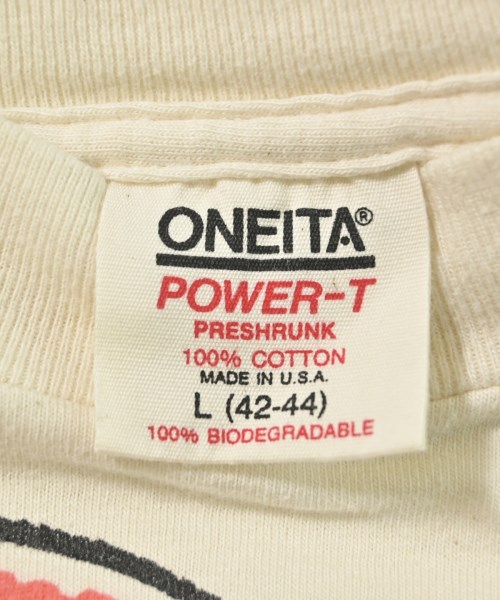 ONEITA®
POWER-T
PRESHRUNK
100% COTTON
MADE IN U.S.A.
L (42-44)
100% BIODEGRADABLE